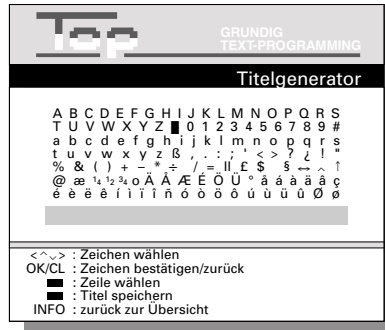 Top
GRUNDIG
TEXT-PROGRAMMING
Titelgenerator
A B C D E F G H I J K L M N O P Q R S
T U V W X Y Z ■ 0 1 2 3 4 5 6 7 8 9 #
a b c d e f g h i j k l m n o p q r s
t u v w x y z ß , . : ; ' < > ? ¿ ! "
% & ( ) + – * ÷ / = ǁ £ $ § ↔ ^ ↑
@ æ ¼ ½ ¾ o Ä Å Æ É Ö Ü ° â á à ä å ç
é è ë ê í ì ï î ñ ó ò ö ô ú ù ü û Ø ø
<^⌄> : Zeichen wählen
OK/CL : Zeichen bestätigen/zurück
■ : Zeile wählen
■ : Titel speichern
INFO : zurück zur Übersicht